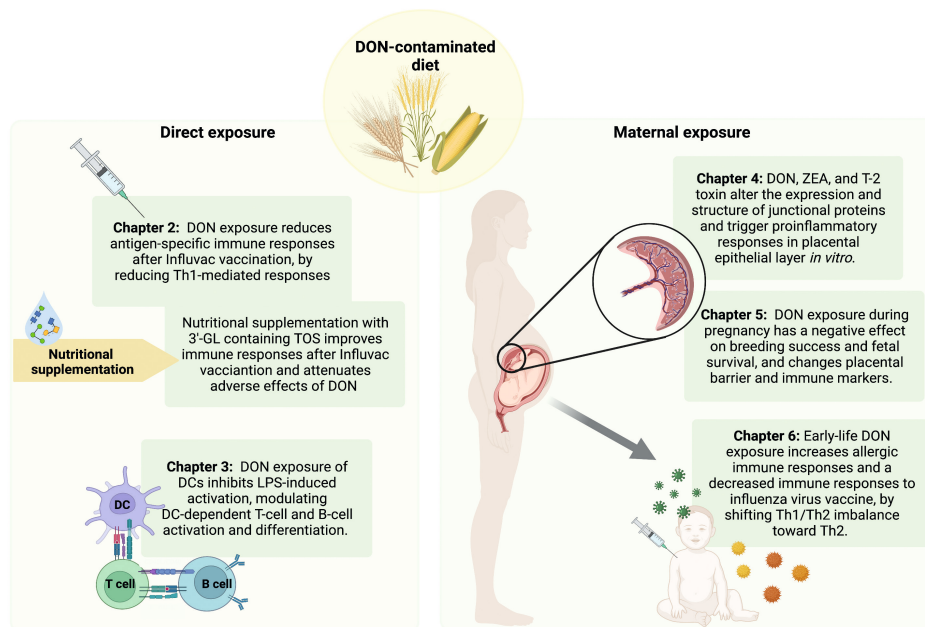 DON-contaminated
diet
Direct exposure
Chapter 2:  DON exposure reduces
antigen-specific immune responses
after Influvac vaccination, by
reducing Th1-mediated responses
Nutritional
supplementation
Nutritional supplementation with
3'-GL containing TOS improves
immune responses after Influvac
vacciantion and attenuates
adverse effects of DON
Chapter 3:  DON exposure of
DCs inhibits LPS-induced
activation, modulating
DC-dependent T-cell and B-cell
activation and differentiation.
DC
T cell
B cell
Maternal exposure
Chapter 4: DON, ZEA, and T-2
toxin alter the expression and
structure of junctional proteins
and trigger proinflammatory
responses in placental
epithelial layer in vitro.
Chapter 5:  DON exposure during
pregnancy has a negative effect
on breeding success and fetal
survival, and changes placental
barrier and immune markers.
Chapter 6: Early-life DON
exposure increases allergic
immune responses and a
decreased immune responses to
influenza virus vaccine, by
shifting Th1/Th2 imbalance
toward Th2.